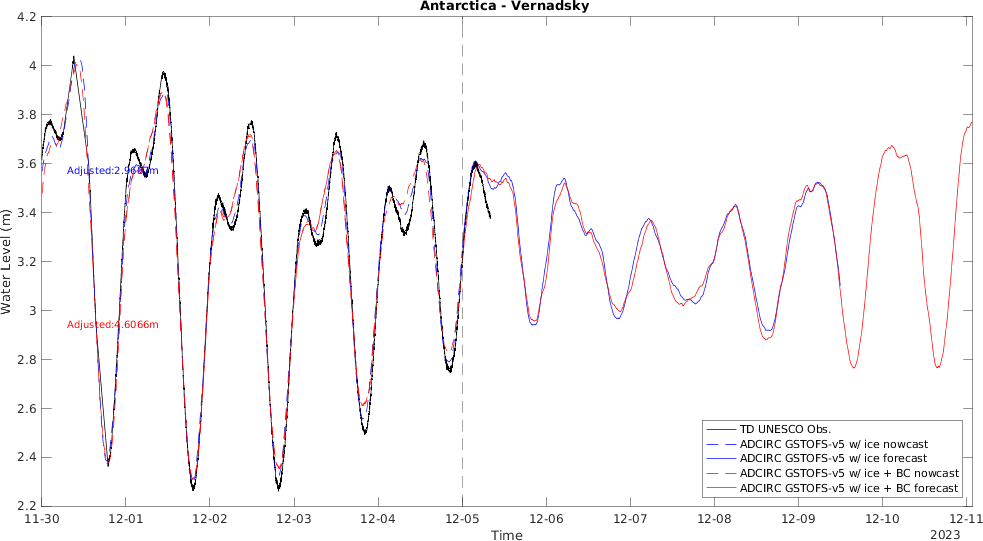 Antarctica - Vernadsky
4.2
4
3.8
3.6
3.4
3.2
3
2.8
2.6
2.4
2.2
Water Level (m)
Adjusted:4.6066m
TD UNESCO Obs.
ADCIRC GSTOFS-v5 w/ ice nowcast
ADCIRC GSTOFS-v5 w/ ice forecast
ADCIRC GSTOFS-v5 w/ ice + BC nowcast
ADCIRC GSTOFS-v5 w/ ice + BC forecast
11-30 12-01 12-02 12-03 12-04 12-05 12-06 12-07 12-08 12-09 12-10 12-11
Time
2023